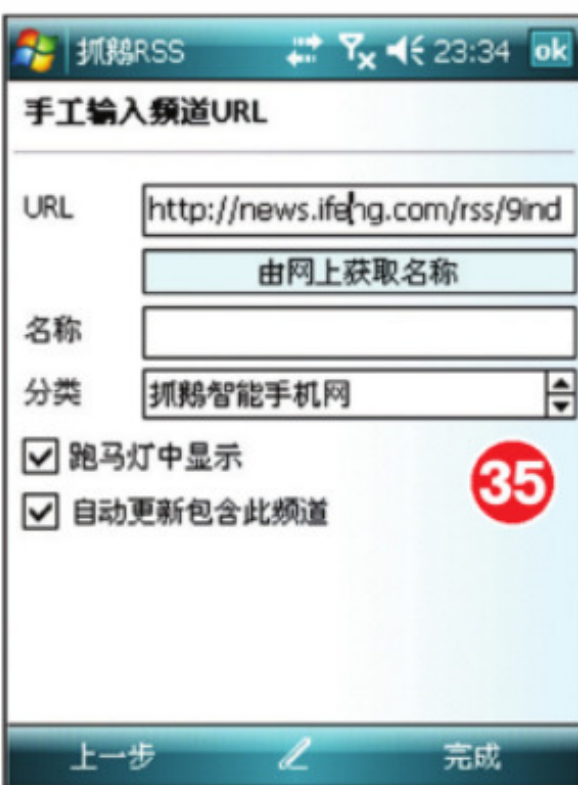 抓鹅RSS 23:34 ok
手工输入频道URL
URL http://news.ifeng.com/rss/9ind
由网上获取名称
名称
分类 抓鹅智能手机网
跑马灯中显示
35
自动更新包含此频道
上一步 完成